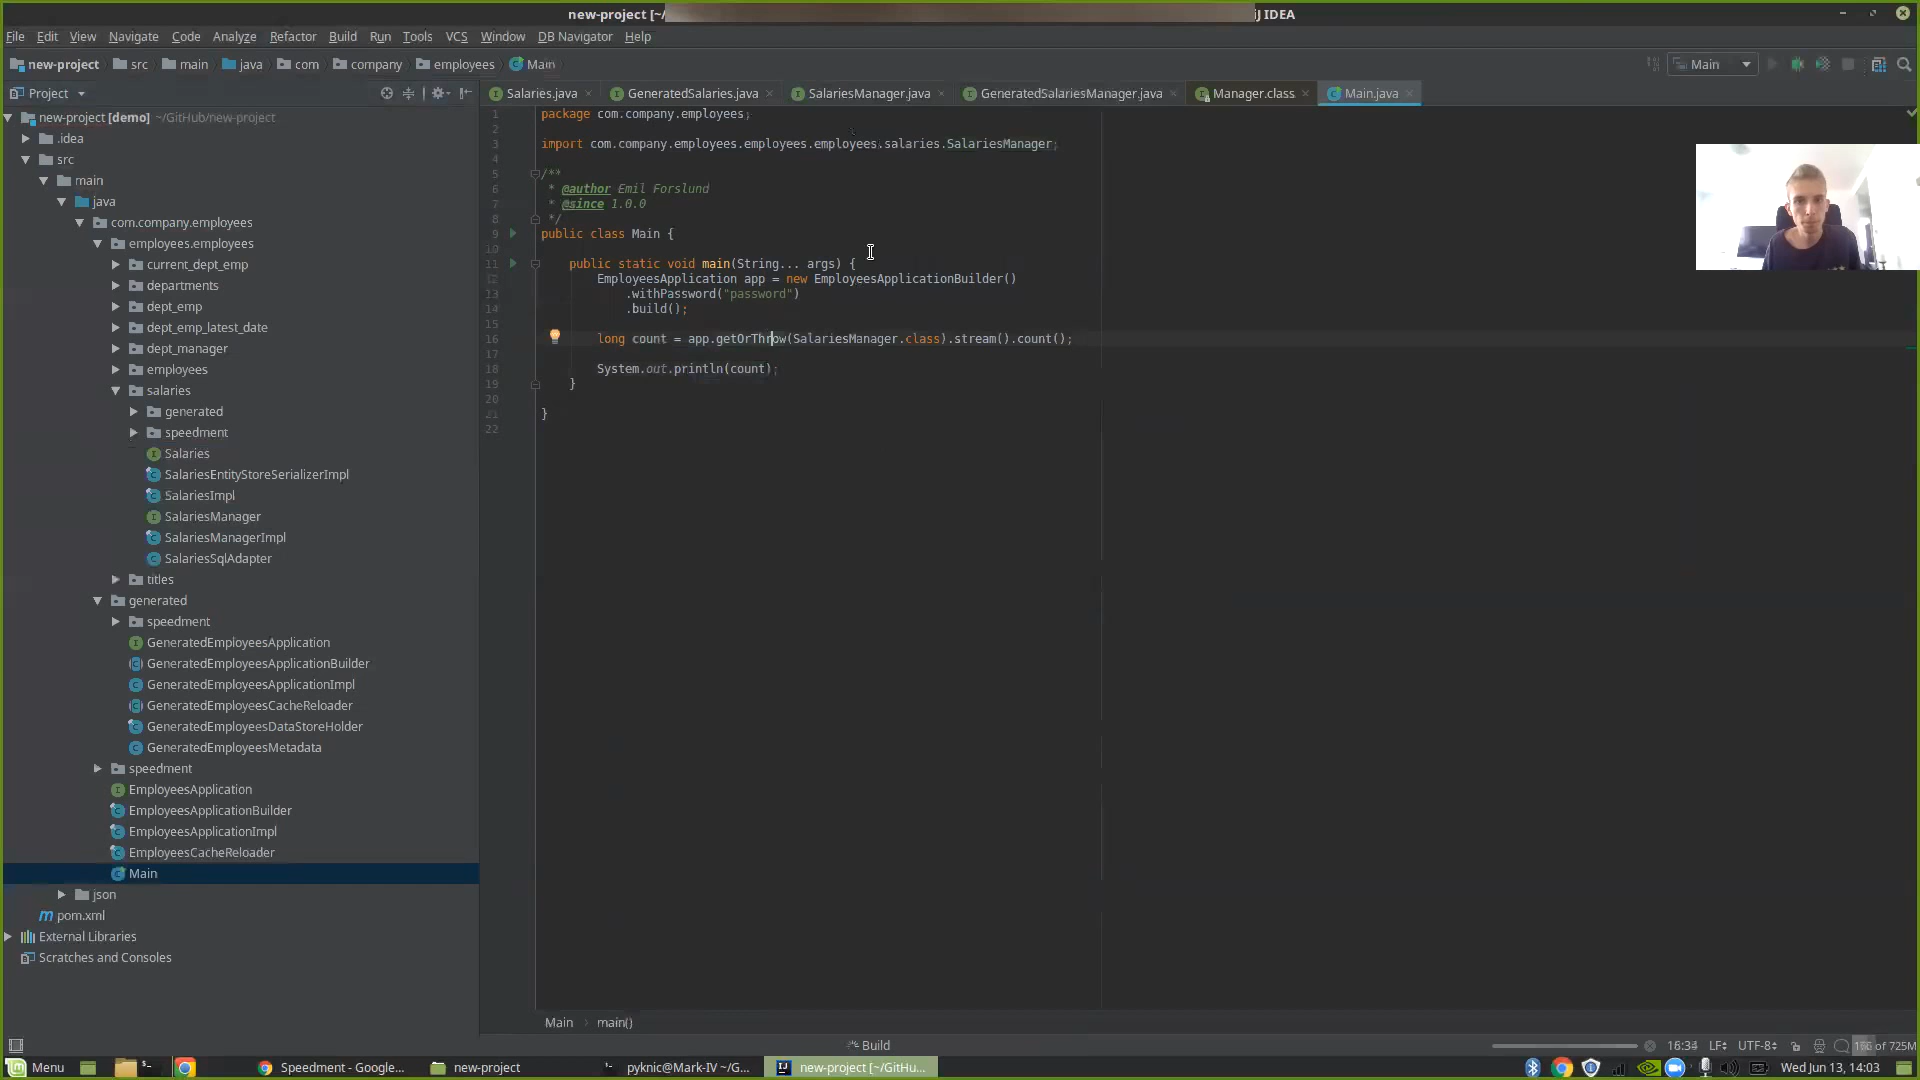 new-project [~/
J IDEA
File Edit View Navigate Code Analyze Refactor Build Run Tools VCS Window DB Navigator Help
new-project src main java com company employees Main
Main
Project
Salaries.java GeneratedSalaries.java SalariesManager.java GeneratedSalariesManager.java Manager.class Main.java
new-project [demo] ~/GitHub/new-project
.idea
src
main
java
com.company.employees
employees.employees
current_dept_emp
departments
dept_emp
dept_emp_latest_date
dept_manager
employees
salaries
generated
speedment
Salaries
SalariesEntityStoreSerializerImpl
SalariesImpl
SalariesManager
SalariesManagerImpl
SalariesSqlAdapter
titles
generated
speedment
GeneratedEmployeesApplication
GeneratedEmployeesApplicationBuilder
GeneratedEmployeesApplicationImpl
GeneratedEmployeesCacheReloader
GeneratedEmployeesDataStoreHolder
GeneratedEmployeesMetadata
speedment
EmployeesApplication
EmployeesApplicationBuilder
EmployeesApplicationImpl
EmployeesCacheReloader
Main
json
pom.xml
External Libraries
Scratches and Consoles
1 package com.company.employees;
2
3 import com.company.employees.employees.employees.salaries.SalariesManager;
4
5 /**
6 * @author Emil Forslund
7 * @since 1.0.0
8 */
9 public class Main {
10
11 public static void main(String... args) {
12 EmployeesApplication app = new EmployeesApplicationBuilder()
13 .withPassword("password")
14 .build();
15
16 long count = app.getOrThrow(SalariesManager.class).stream().count();
17
18 System.out.println(count);
19 }
20
21 }
22
Main main()
Build 16:34 LF UTF-8 of 725M
Menu Speedment - Google... new-project pyknic@Mark-IV ~/G... new-project [~/GitHu... Wed Jun 13, 14:03